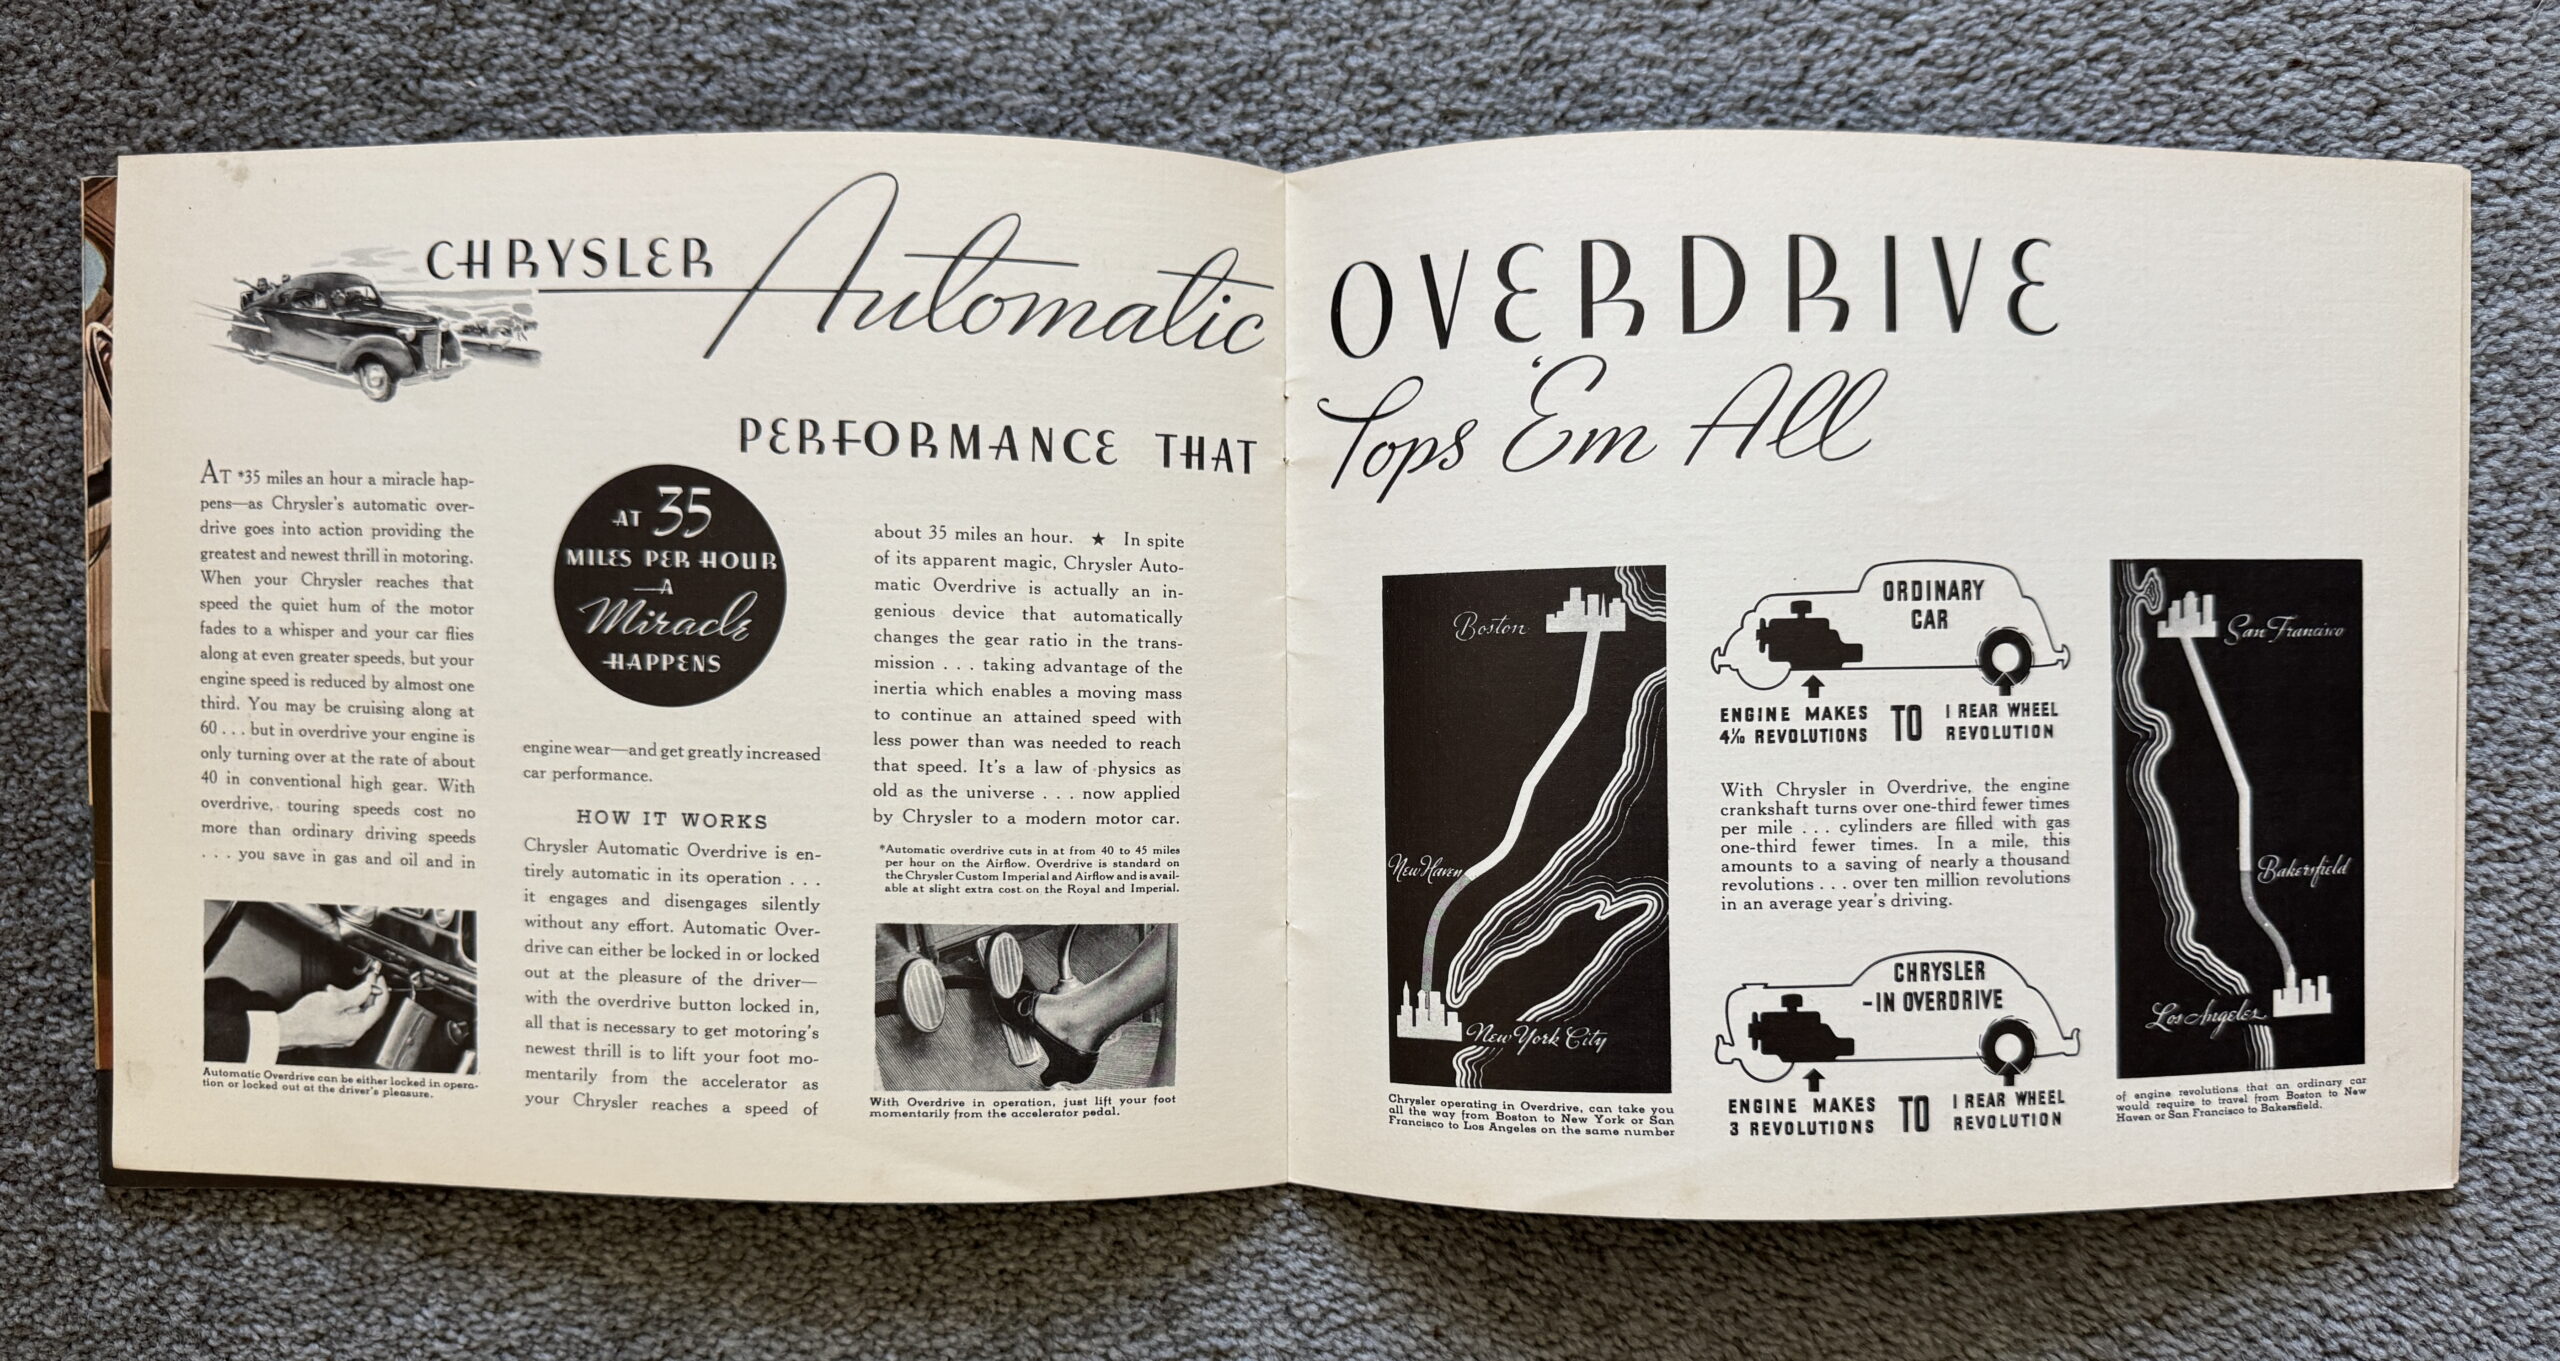 CHRYSLER Automatic OVERDRIVE
PERFORMANCE THAT Tops 'Em All
AT *35 miles an hour a miracle hap-
pens—as Chrysler's automatic over-
drive goes into action providing the
greatest and newest thrill in motoring.
When your Chrysler reaches that
speed the quiet hum of the motor
fades to a whisper and your car flies
along at even greater speeds, but your
engine speed is reduced by almost one
third. You may be cruising along at
60 . . . but in overdrive your engine is
only turning over at the rate of about
40 in conventional high gear. With
overdrive, touring speeds cost no
more than ordinary driving speeds
. . . you save in gas and oil and in
Automatic Overdrive can be either locked in opera-
tion or locked out at the driver's pleasure.
AT 35
MILES PER HOUR
—A
Miracle
HAPPENS
engine wear—and get greatly increased
car performance.
HOW IT WORKS
Chrysler Automatic Overdrive is en-
tirely automatic in its operation . . .
it engages and disengages silently
without any effort. Automatic Over-
drive can either be locked in or locked
out at the pleasure of the driver—
with the overdrive button locked in,
all that is necessary to get motoring's
newest thrill is to lift your foot mo-
mentarily from the accelerator as
your Chrysler reaches a speed of
about 35 miles an hour. ★ In spite
of its apparent magic, Chrysler Auto-
matic Overdrive is actually an in-
genious device that automatically
changes the gear ratio in the trans-
mission . . . taking advantage of the
inertia which enables a moving mass
to continue an attained speed with
less power than was needed to reach
that speed. It's a law of physics as
old as the universe . . . now applied
by Chrysler to a modern motor car.
*Automatic overdrive cuts in at from 40 to 45 miles
per hour on the Airflow. Overdrive is standard on
the Chrysler Custom Imperial and Airflow and is avail-
able at slight extra cost on the Royal and Imperial.
With Overdrive in operation, just lift your foot
momentarily from the accelerator pedal.
Boston
New Haven
New York City
Chrysler operating in Overdrive, can take you
all the way from Boston to New York or San
Francisco to Los Angeles on the same number
ORDINARY
CAR
ENGINE MAKES
4 1/10 REVOLUTIONS
TO
1 REAR WHEEL
REVOLUTION
With Chrysler in Overdrive, the engine
crankshaft turns over one-third fewer times
per mile . . . cylinders are filled with gas
one-third fewer times. In a mile, this
amounts to a saving of nearly a thousand
revolutions . . . over ten million revolutions
in an average year's driving.
CHRYSLER
-IN OVERDRIVE
ENGINE MAKES
3 REVOLUTIONS
TO
1 REAR WHEEL
REVOLUTION
San Francisco
Bakersfield
Los Angeles
of engine revolutions that an ordinary car
would require to travel from Boston to New
Haven or San Francisco to Bakersfield.